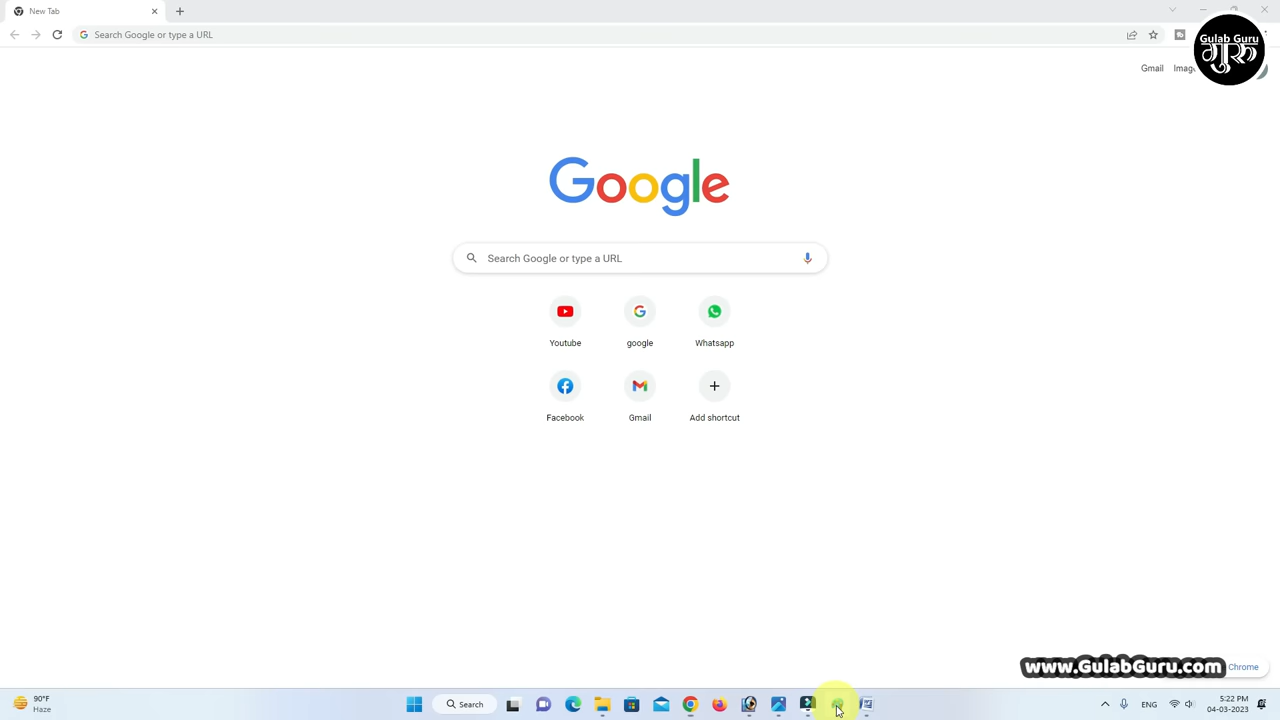 New Tab
Search Google or type a URL
Gulab Guru
गुरु
Gmail
Google
Search Google or type a URL
Youtube
google
Whatsapp
Facebook
Gmail
Add shortcut
www.GulabGuru.com
Chrome
90°F
Haze
Search
ENG
5:22 PM
04-03-2023